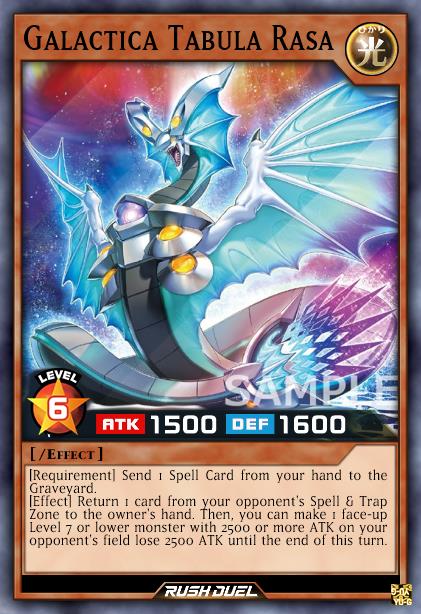 GALACTICA TABULA RASA
ひかり
光
SAMPLE
LEVEL
6
ATK 1500 DEF 1600
[/EFFECT]
[Requirement] Send 1 Spell Card from your hand to the
Graveyard.
[Effect] Return 1 card from your opponent's Spell & Trap
Zone to the owner's hand. Then, you can make 1 face-up
Level 7 or lower monster with 2500 or more ATK on your
opponent's field lose 2500 ATK until the end of this turn.
RUSH DUEL